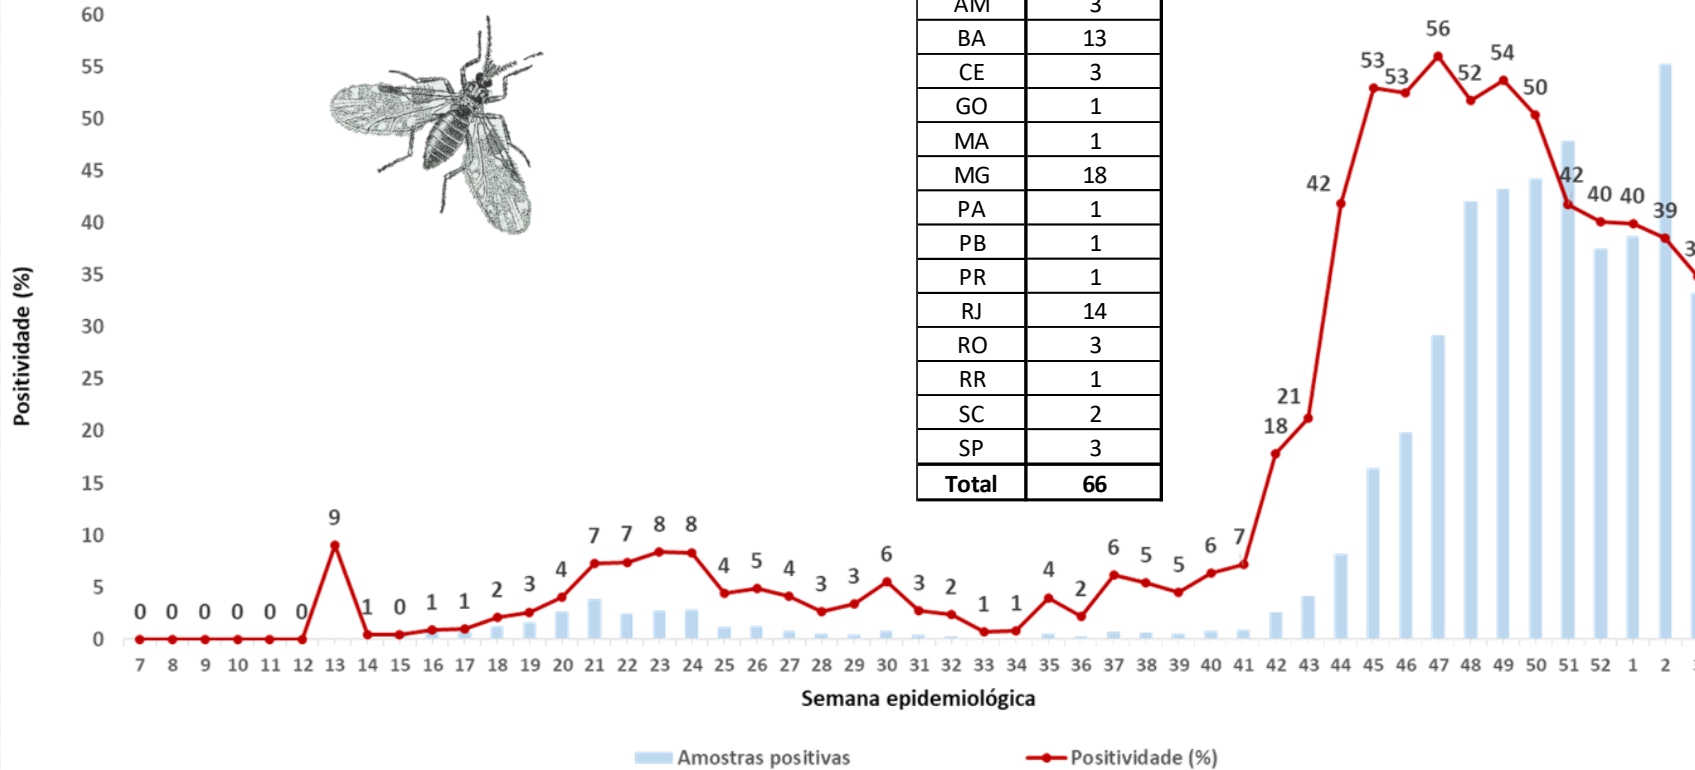 60
55
50
45
40
35
30
25
20
15
10
5
0
Positividade (%)
AM 3
BA 13
CE 3
GO 1
MA 1
MG 18
PA 1
PB 1
PR 1
RJ 14
RO 3
RR 1
SC 2
SP 3
Total 66
0 0 0 0 0 0 9 1 0 1 1 2 3 4 7 7 8 8 4 5 4 3 3 6 3 2 1 1 4 2 6 5 5 6 7 18 21 42 53 53 56 52 54 50 42 40 40 39
7 8 9 10 11 12 13 14 15 16 17 18 19 20 21 22 23 24 25 26 27 28 29 30 31 32 33 34 35 36 37 38 39 40 41 42 43 44 45 46 47 48 49 50 51 52 1 2
Semana epidemiológica
Amostras positivas Positividade (%)